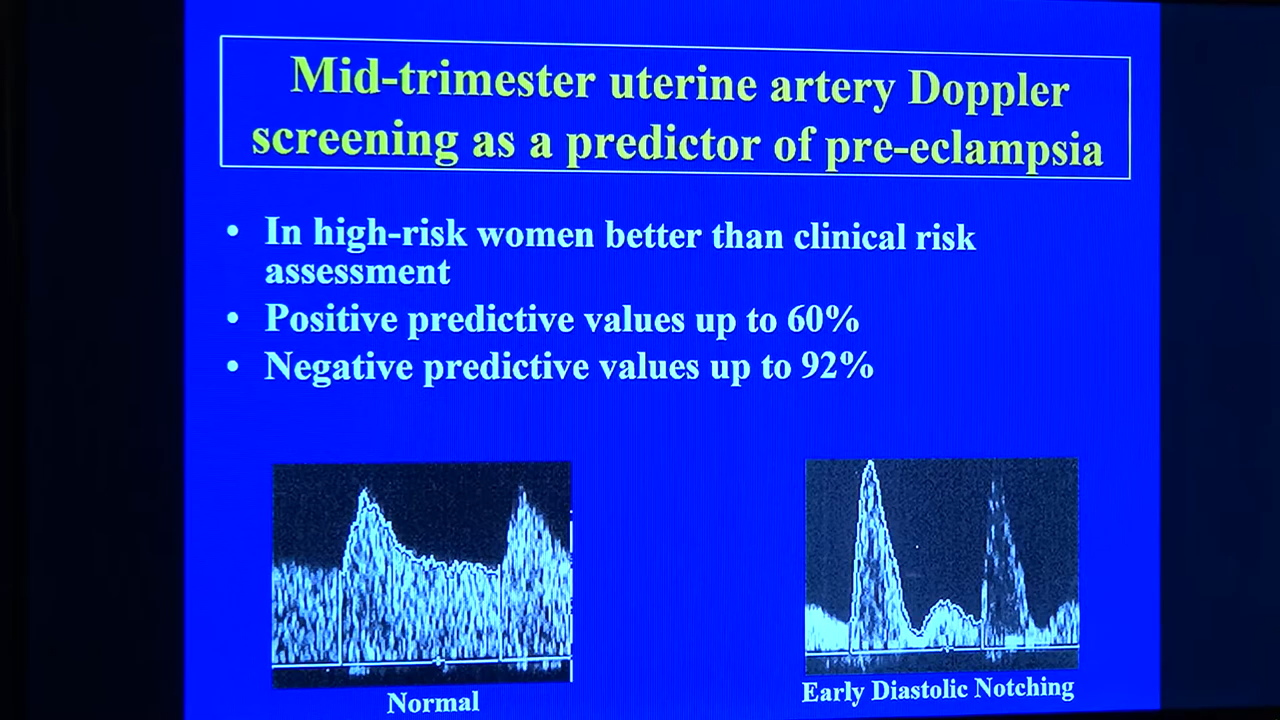 Mid-trimester uterine artery Doppler
screening as a predictor of pre-eclampsia
• In high-risk women better than clinical risk
assessment
• Positive predictive values up to 60%
• Negative predictive values up to 92%
Normal
Early Diastolic Notching